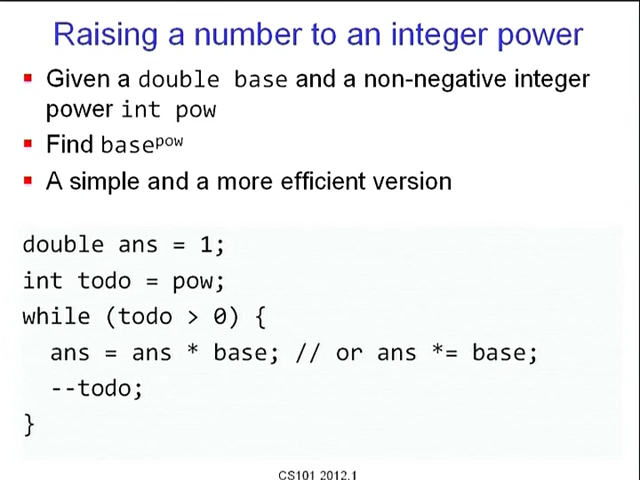 Raising a number to an integer power
Given a double base and a non-negative integer
power int pow
Find base^pow
A simple and a more efficient version
double ans = 1;
int todo = pow;
while (todo > 0) {
ans = ans * base; // or ans *= base;
--todo;
}
CS101 2012.1